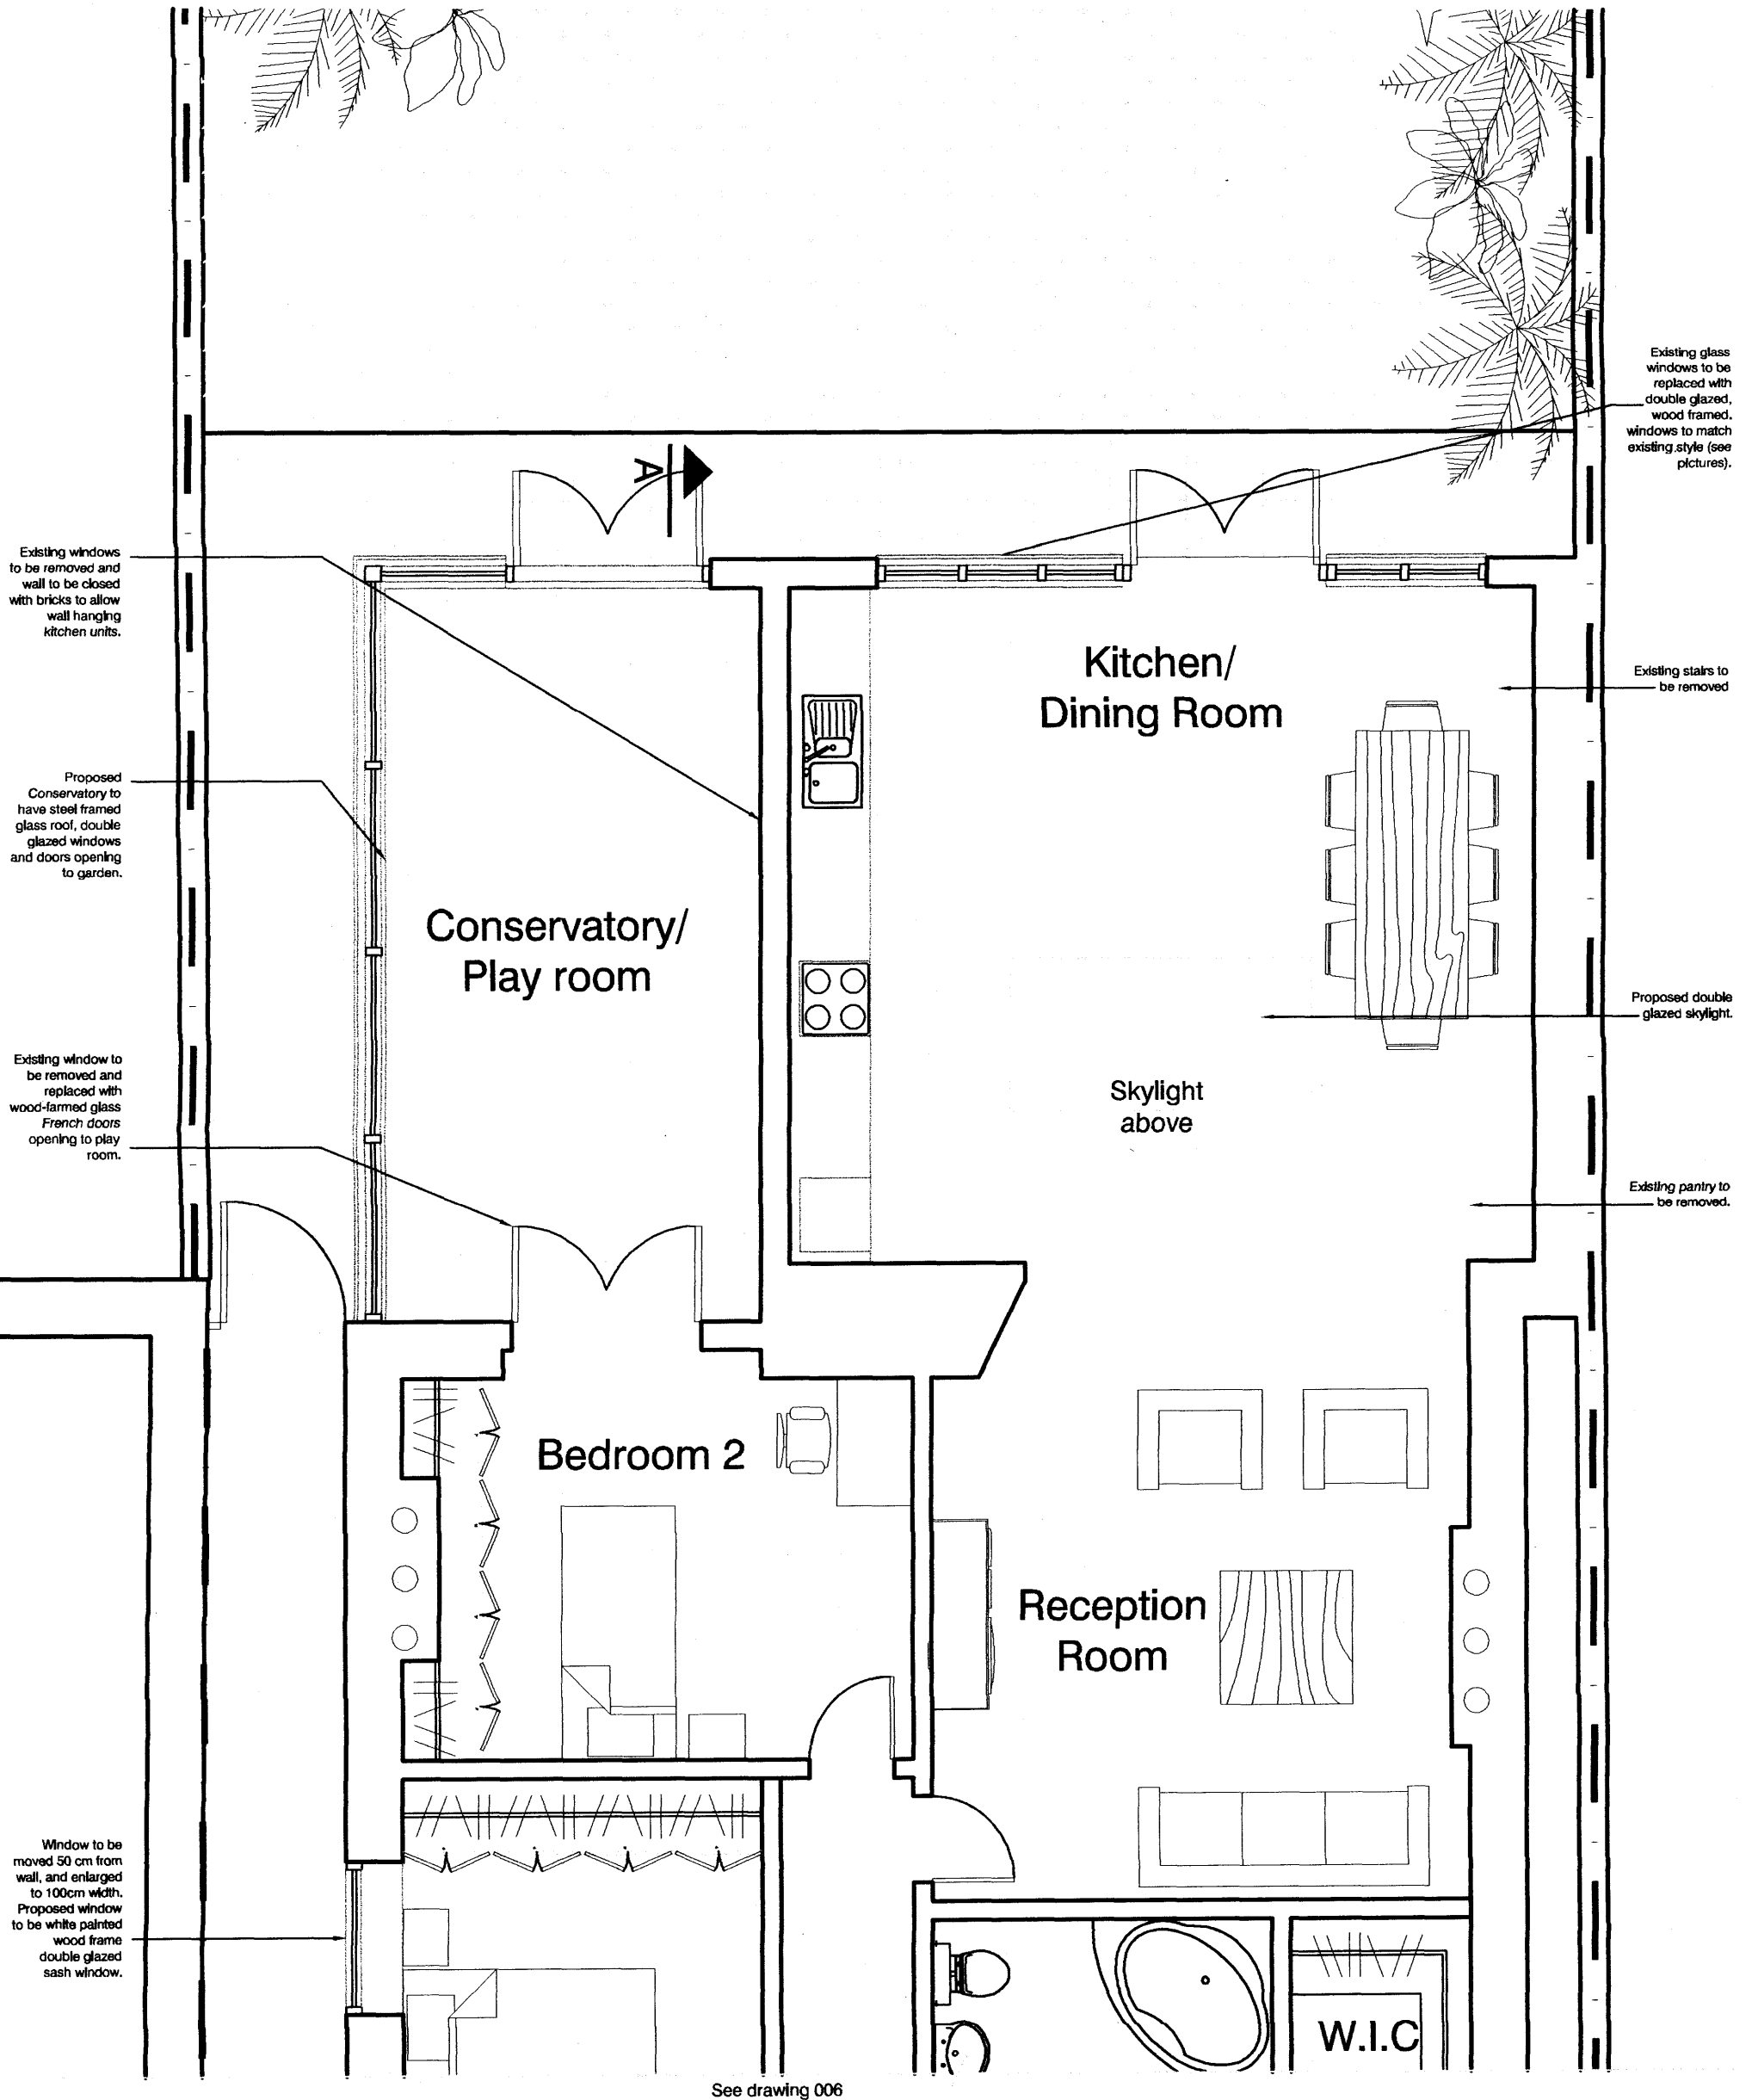 Existing glass
windows to be
replaced with
double glazed,
wood framed.
windows to match
existing.style (see
pictures).
A
Existing windows
to be removed and
wall to be closed
with bricks to allow
wall hanging
kitchen units.
Kitchen/
Dining Room
Existing stairs to
be removed
Proposed
Conservatory to
have steel framed
glass roof, double
glazed windows
and doors opening
to garden.
Conservatory/
Play room
Proposed double
glazed skylight.
Existing window to
be removed and
replaced with
wood-farmed glass
French doors
opening to play
room.
Skylight
above
Existing pantry to
be removed.
Bedroom 2
Reception
Room
Window to be
moved 50 cm from
wall, and enlarged
to 100cm width.
Proposed window
to be white painted
wood frame
double glazed
sash window.
W.I.C
See drawing 006